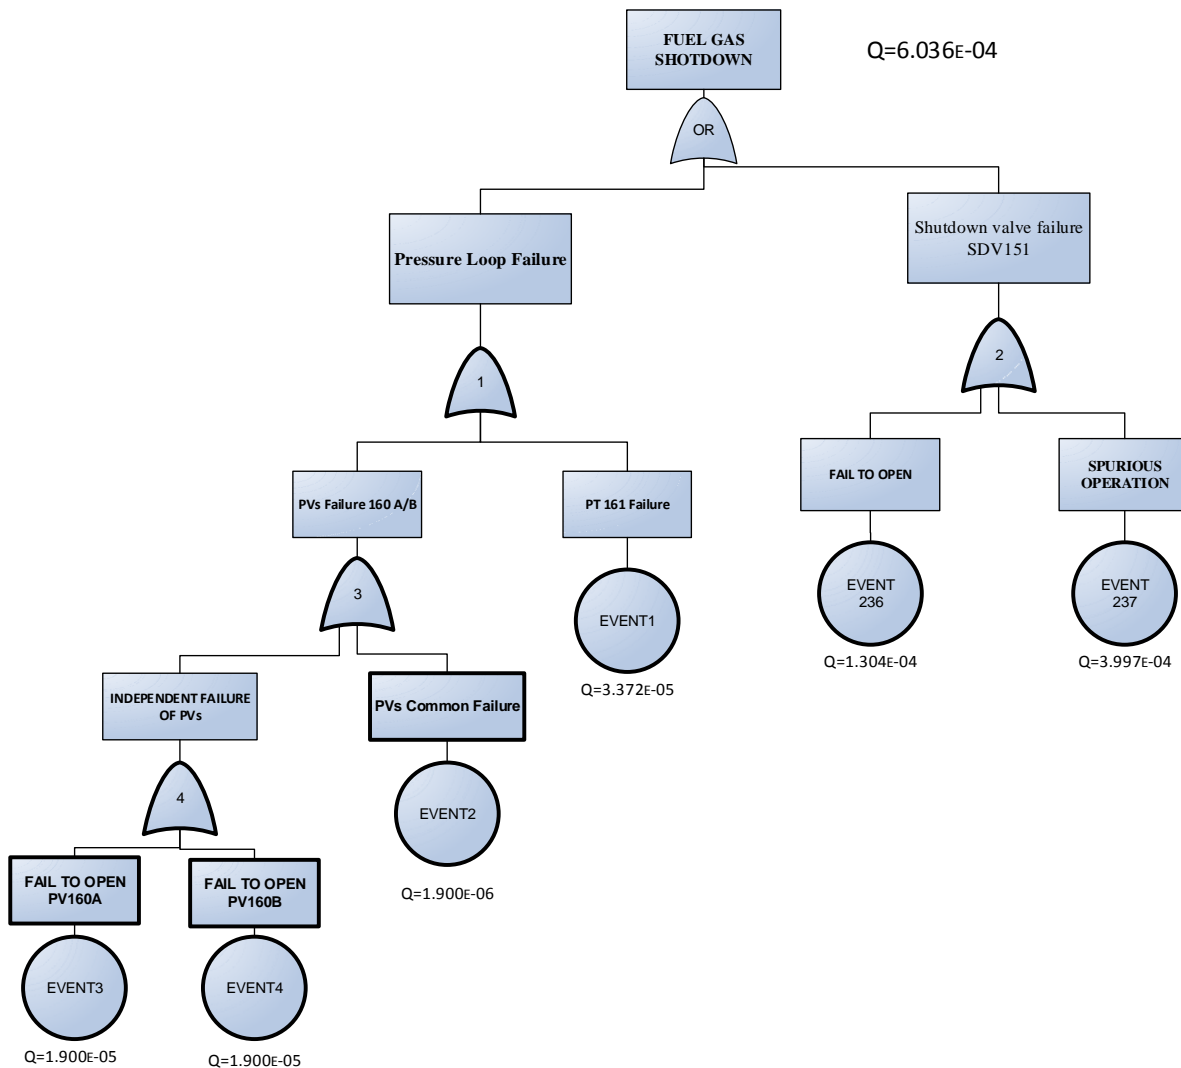 FUEL GAS
SHOTDOWN
Q=6.036E-04
OR
Pressure Loop Failure
Shutdown valve failure
SDV151
1
2
PVs Failure 160 A/B
PT 161 Failure
FAIL TO OPEN
SPURIOUS
OPERATION
3
EVENT1
EVENT
236
EVENT
237
Q=3.372E-05
Q=1.304E-04
Q=3.997E-04
INDEPENDENT FAILURE
OF PVs
PVs Common Failure
4
EVENT2
Q=1.900E-06
FAIL TO OPEN
PV160A
FAIL TO OPEN
PV160B
EVENT3
EVENT4
Q=1.900E-05
Q=1.900E-05